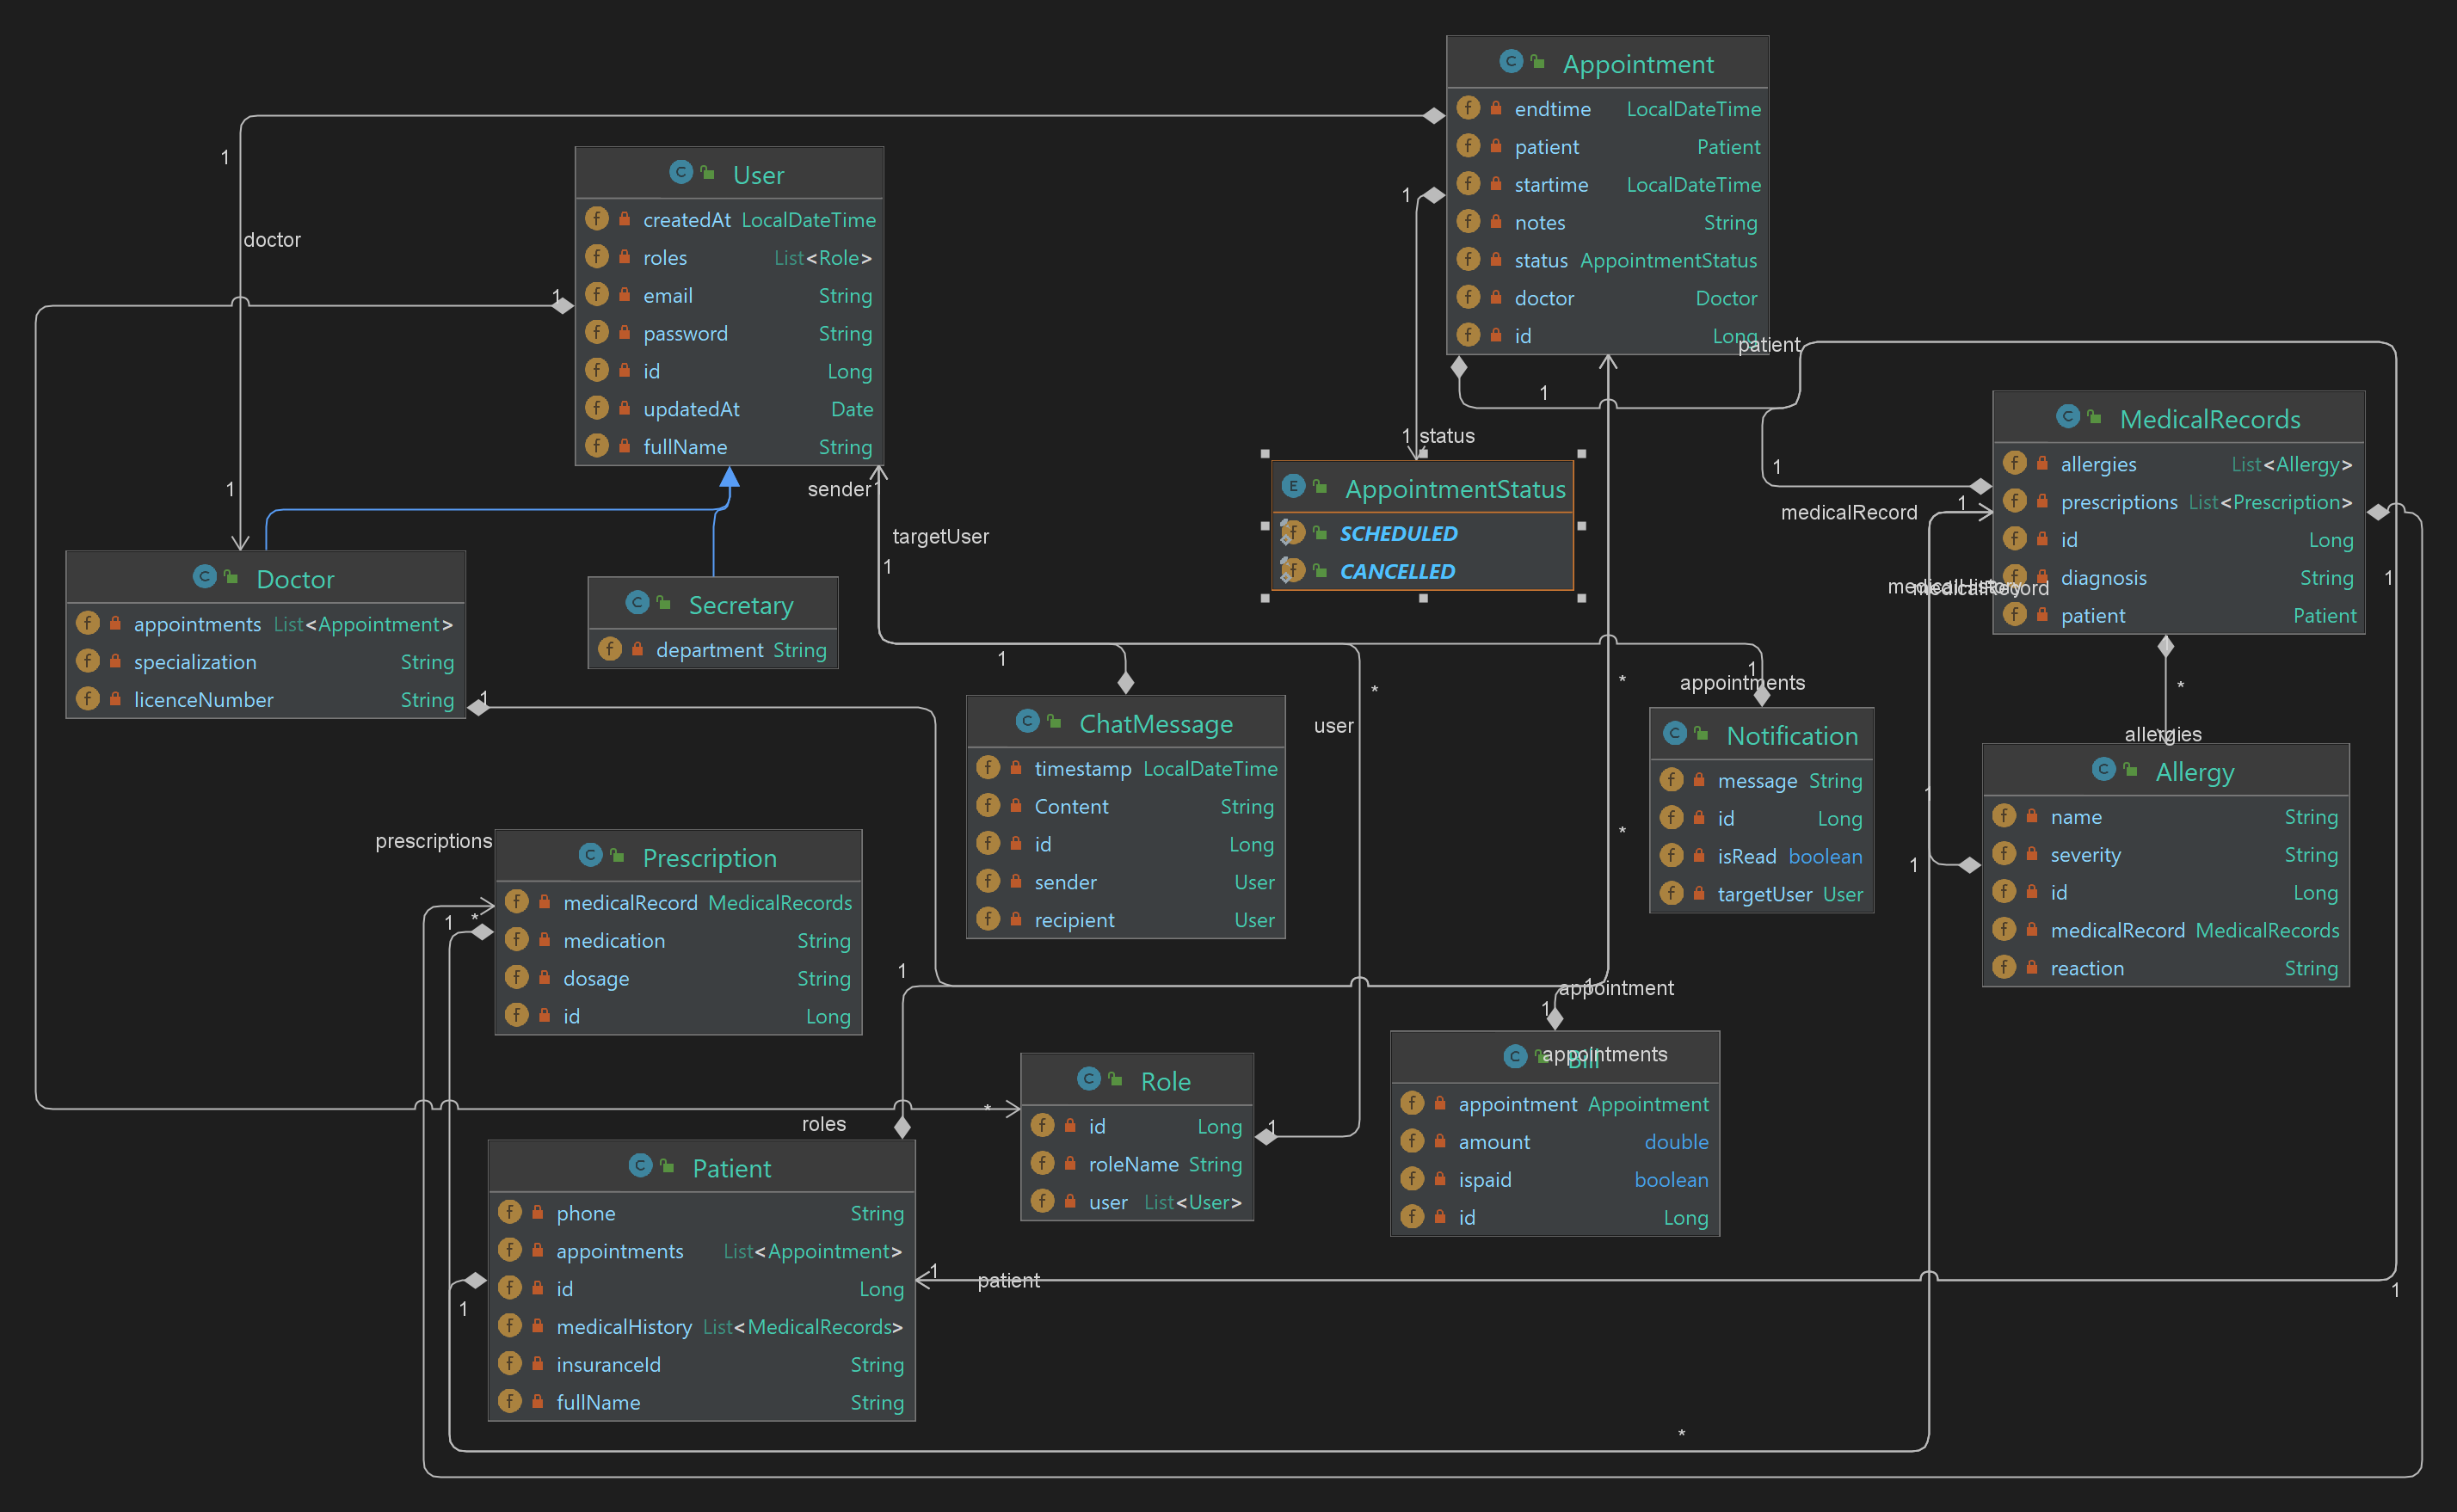 Appointment
endtime LocalDateTime
patient Patient
startime LocalDateTime
notes String
status AppointmentStatus
doctor Doctor
id Long
User
createdAt LocalDateTime
roles List<Role>
email String
password String
id Long
updatedAt Date
fullName String
1
doctor
1
1
1
1 status
patient
1
MedicalRecords
allergies List<Allergy>
prescriptions List<Prescription>
id Long
diagnosis String
patient Patient
1
1
medicalRecord
medicalHistory
medicalRecord
1
sender 1
targetUser
1
AppointmentStatus
SCHEDULED
CANCELLED
Doctor
appointments List<Appointment>
specialization String
licenceNumber String
1
Secretary
department String
1
*
user
*
*
1
appointments
ChatMessage
timestamp LocalDateTime
Content String
id Long
sender User
recipient User
Notification
message String
id Long
isRead boolean
targetUser User
*
allergies
Allergy
name String
severity String
id Long
medicalRecord MedicalRecords
reaction String
1
1
prescriptions
1 *
Prescription
medicalRecord MedicalRecords
medication String
dosage String
id Long
1
1
appointment
1
appointments
Bill
appointment Appointment
amount double
ispaid boolean
id Long
*
roles
Role
id Long
roleName String
user List<User>
1
Patient
phone String
appointments List<Appointment>
id Long
medicalHistory List<MedicalRecords>
insuranceId String
fullName String
1
1
patient
1
*